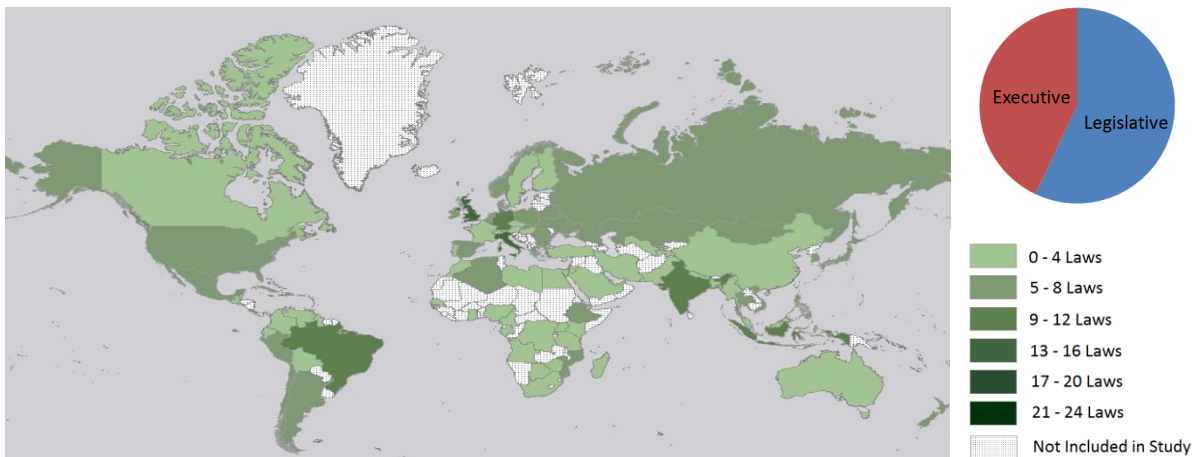 Executive
Legislative
0 - 4 Laws
5 - 8 Laws
9 - 12 Laws
13 - 16 Laws
17 - 20 Laws
21 - 24 Laws
Not Included in Study